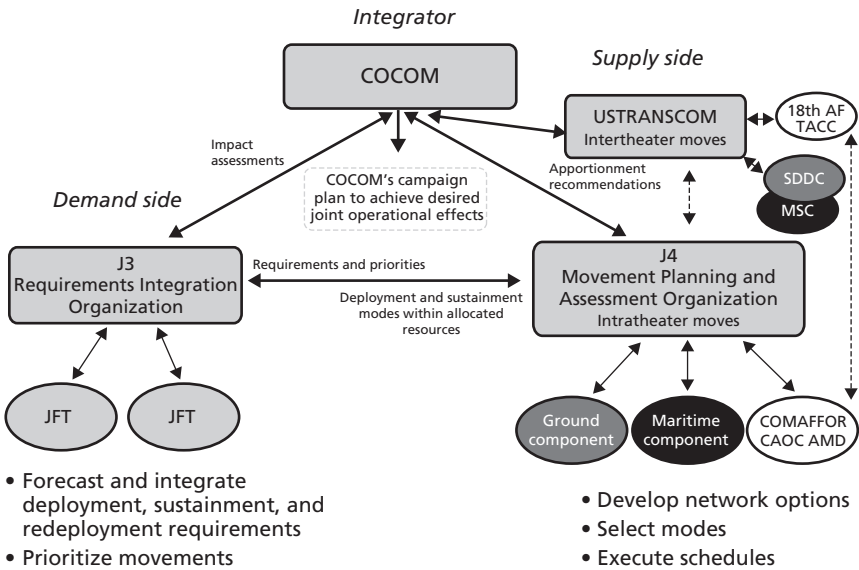 Integrator
COCOM
Supply side
USTRANSCOM
Intertheater moves
18th AF
TACC
SDDC
MSC
Impact
assessments
COCOM's campaign
plan to achieve desired
joint operational effects
Apportionment
recommendations
Demand side
J3
Requirements Integration
Organization
Requirements and priorities
Deployment and sustainment
modes within allocated
resources
J4
Movement Planning and
Assessment Organization
Intratheater moves
JFT
JFT
Ground
component
Maritime
component
COMAFFOR
CAOC AMD
• Forecast and integrate
deployment, sustainment, and
redeployment requirements
• Prioritize movements
• Develop network options
• Select modes
• Execute schedules